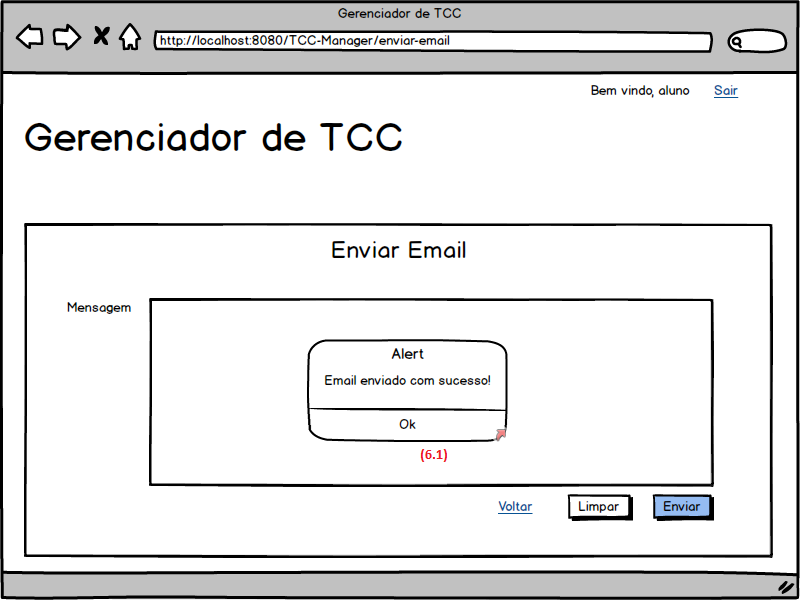 Gerenciador de TCC
http://localhost:8080/TCC-Manager/enviar-email
Bem vindo, aluno Sair
Gerenciador de TCC
Enviar Email
Mensagem
Alert
Email enviado com sucesso!
Ok
(6.1)
Voltar Limpar Enviar